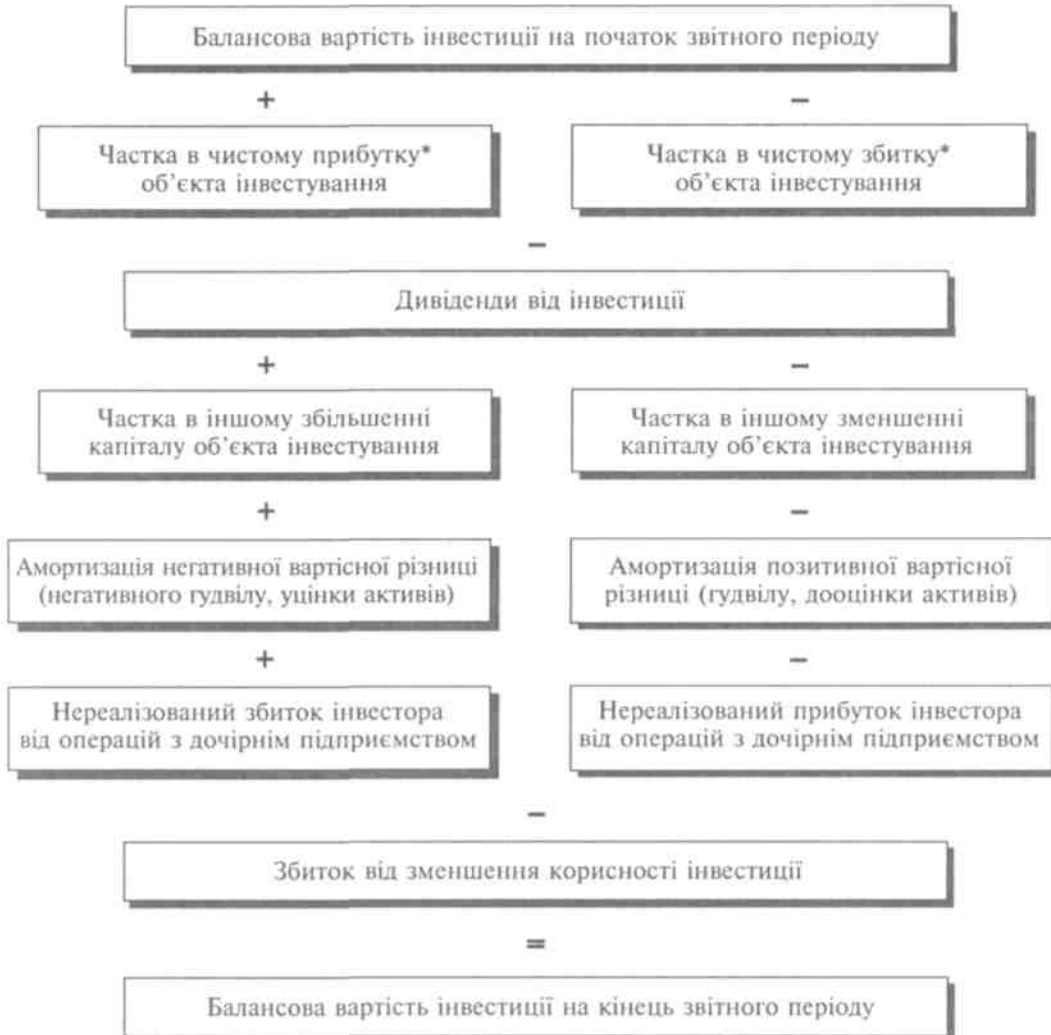 Балансова вартість інвестиції на початок звітного періоду
+ –
Частка в чистому прибутку* Частка в чистому збитку*
об’єкта інвестування об’єкта інвестування
–
Дивіденди від інвестиції
+ –
Частка в іншому збільшенні Частка в іншому зменшенні
капіталу об’єкта інвестування капіталу об’єкта інвестування
+ –
Амортизація негативної вартісної різниці Амортизація позитивної вартісної
(негативного гудвілу, уцінки активів) різниці (гудвілу, дооцінки активів)
+ –
Нереалізований збиток інвестора Нереалізований прибуток інвестора
від операцій з дочірнім підприємством від операцій з дочірнім підприємством
–
Збиток від зменшення корисності інвестиції
=
Балансова вартість інвестиції на кінець звітного періоду